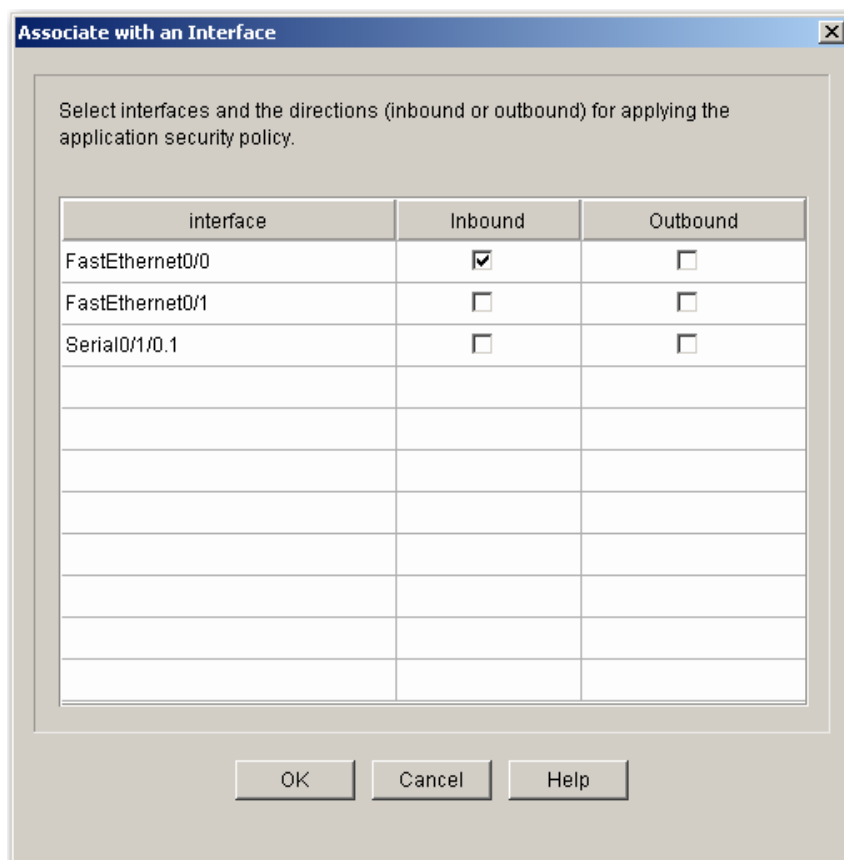 Associate with an Interface
Select interfaces and the directions (inbound or outbound) for applying the
application security policy.
interface Inbound Outbound
FastEthernet0/0
FastEthernet0/1
Serial0/1/0.1
OK Cancel Help